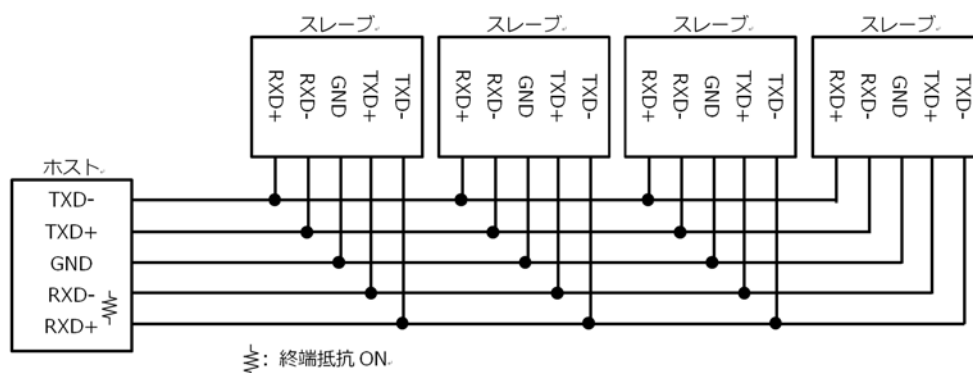 スレーブ
スレーブ
スレーブ
スレーブ
RXD+
RXD-
GND
TXD+
TXD-
RXD+
RXD-
GND
TXD+
TXD-
RXD+
RXD-
GND
TXD+
TXD-
RXD+
RXD-
GND
TXD+
TXD-
ホスト
TXD-
TXD+
GND
RXD-
RXD+
: 終端抵抗 ON